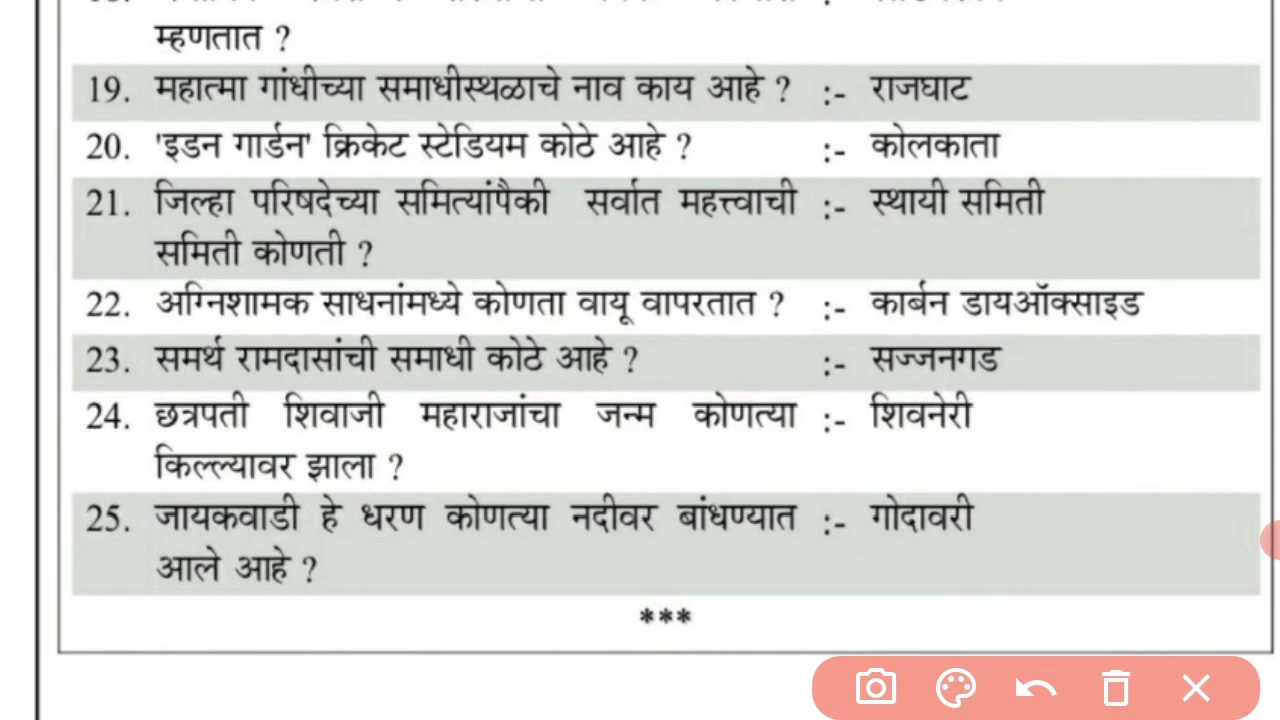 म्हणतात ?
19. महात्मा गांधीच्या समाधीस्थळाचे नाव काय आहे ? :- राजघाट
20. 'इडन गार्डन' क्रिकेट स्टेडियम कोठे आहे ? :- कोलकाता
21. जिल्हा परिषदेच्या समित्यांपैकी सर्वात महत्त्वाची :- स्थायी समिती
समिती कोणती ?
22. अग्निशामक साधनांमध्ये कोणता वायू वापरतात ? :- कार्बन डायऑक्साइड
23. समर्थ रामदासांची समाधी कोठे आहे ? :- सज्जनगड
24. छत्रपती शिवाजी महाराजांचा जन्म कोणत्या :- शिवनेरी
किल्ल्यावर झाला ?
25. जायकवाडी हे धरण कोणत्या नदीवर बांधण्यात :- गोदावरी
आले आहे ?
***